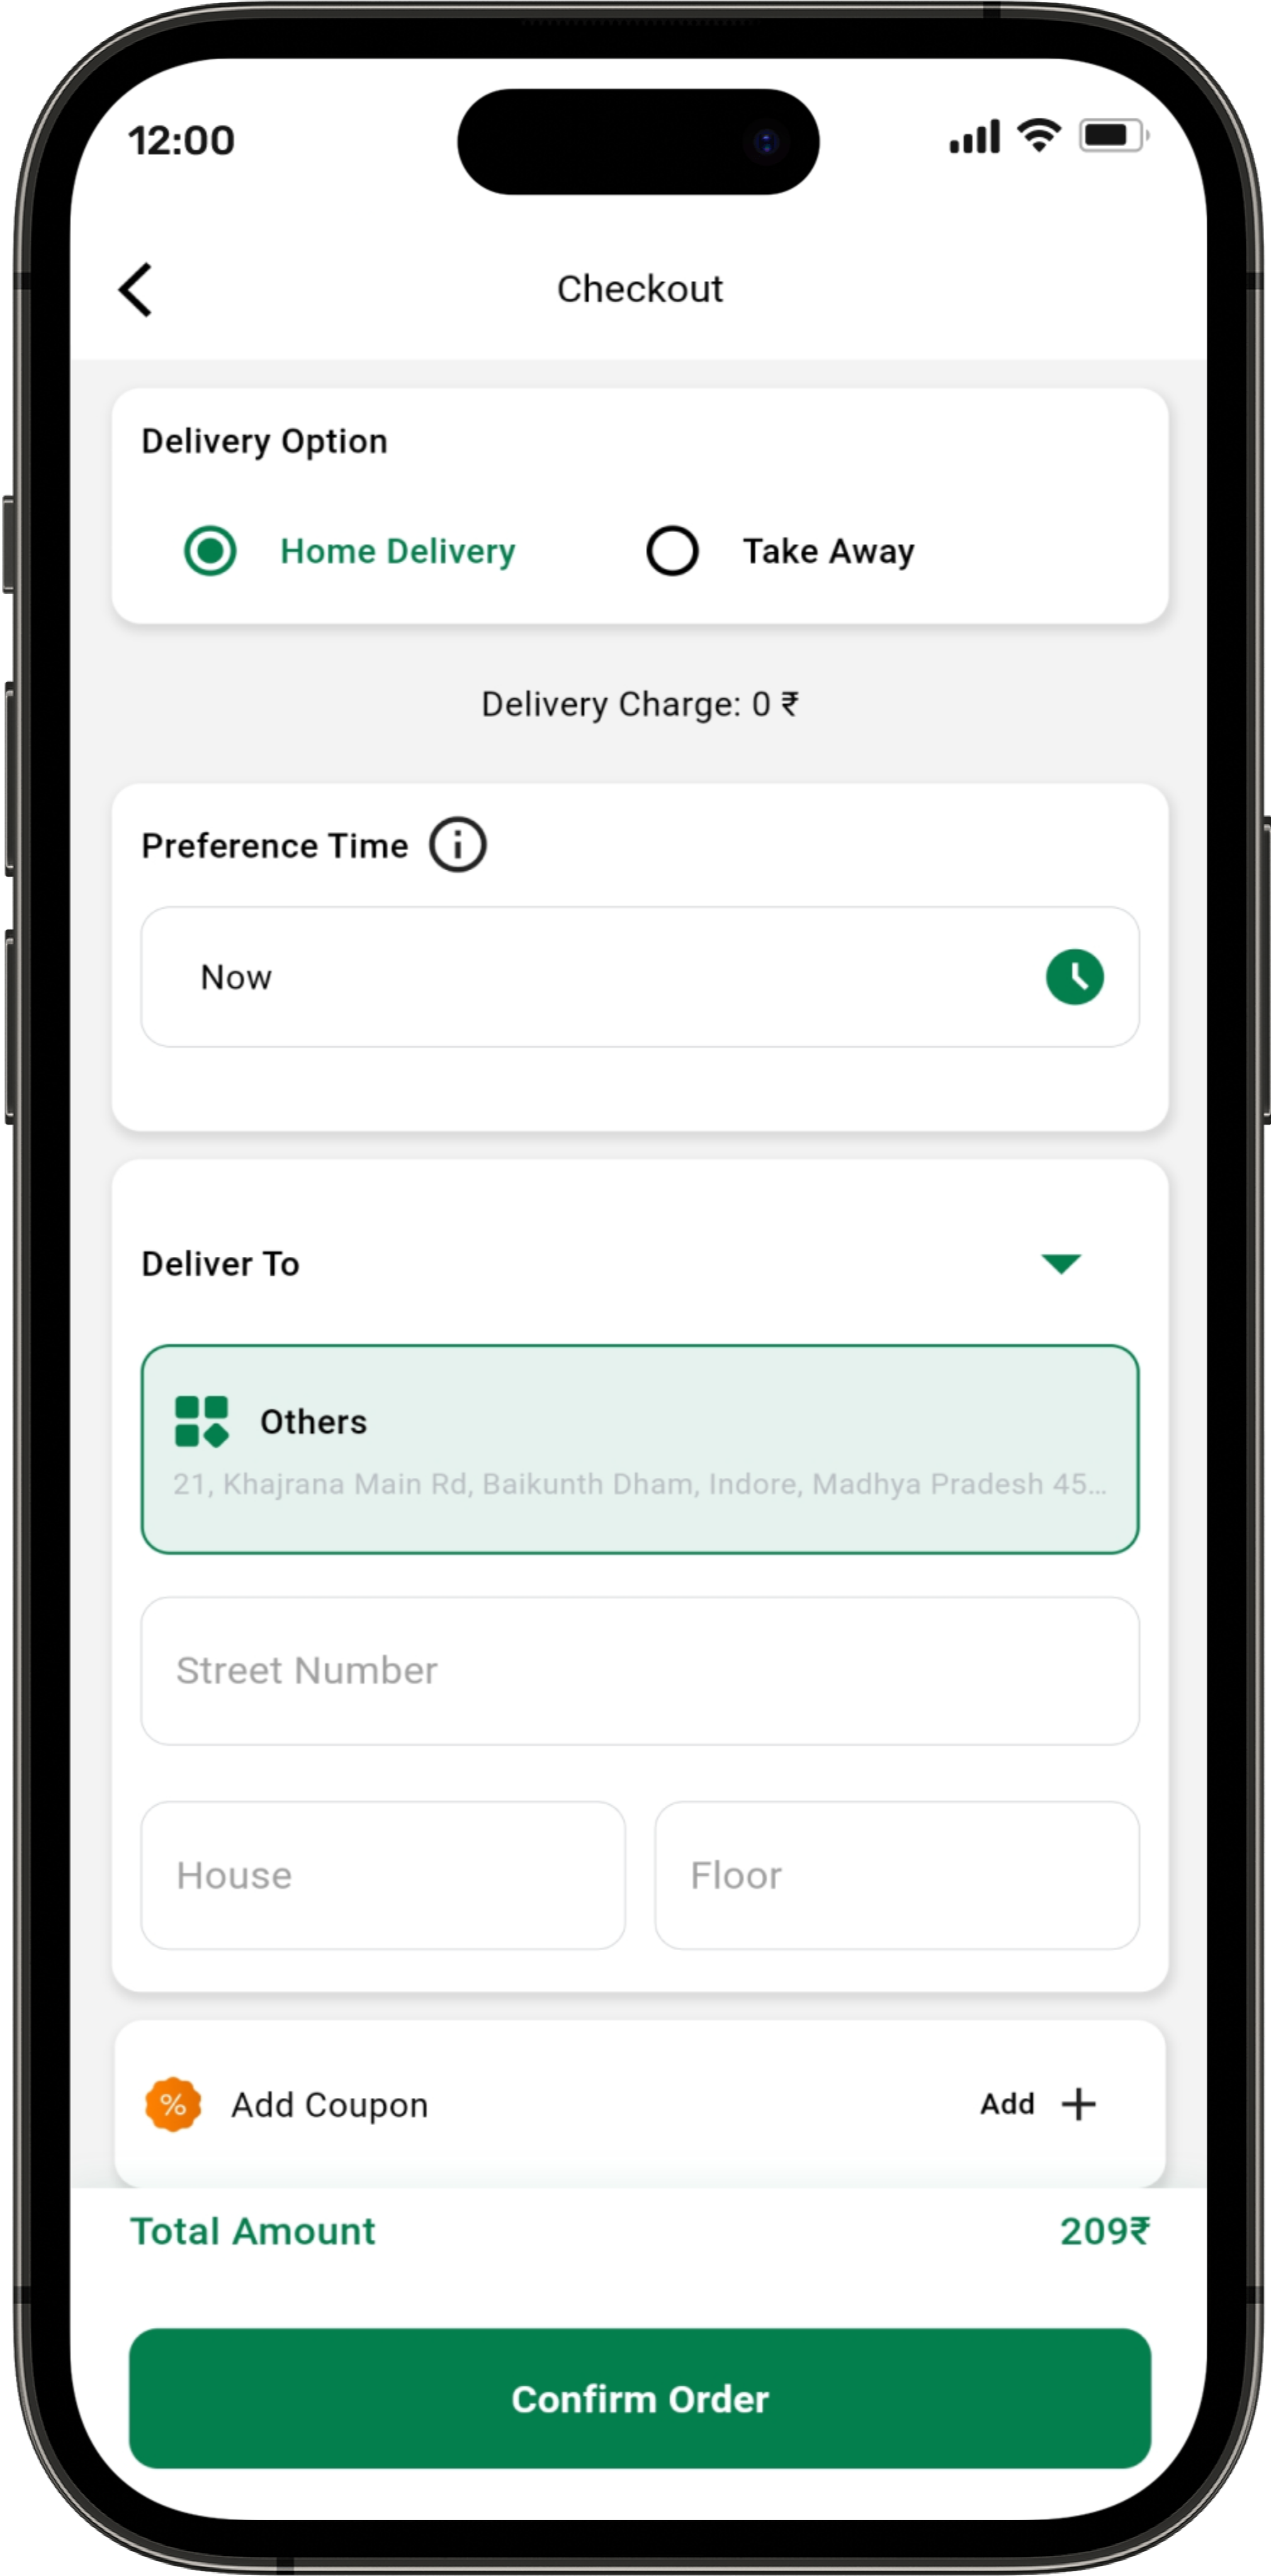 12:00
Checkout
Delivery Option
Home Delivery Take Away
Delivery Charge: 0 ₹
Preference Time
Now
Deliver To
Others
21, Khajrana Main Rd, Baikunth Dham, Indore, Madhya Pradesh 45...
Street Number
House Floor
% Add Coupon Add +
Total Amount 209₹
Confirm Order